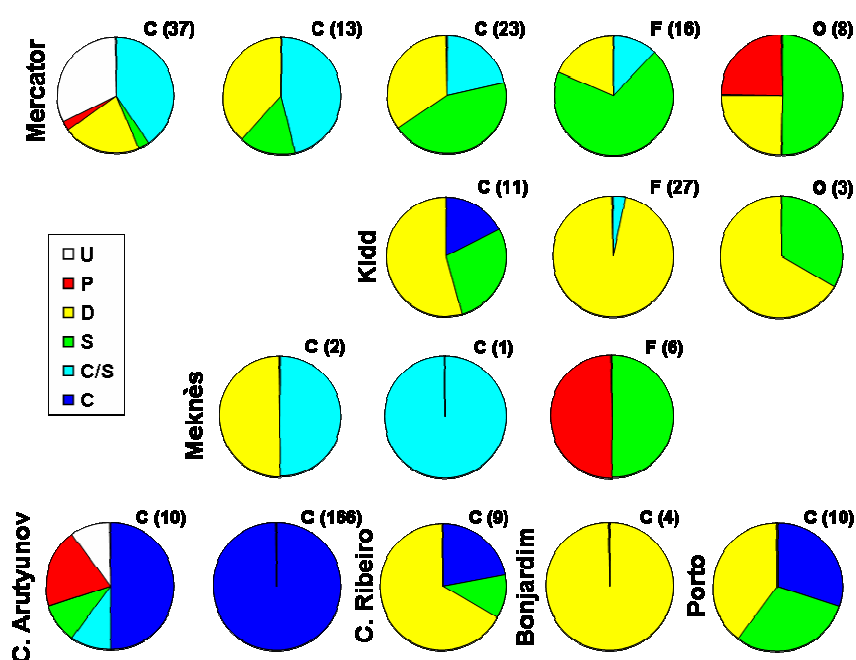 Mercator
C (37)
C (13)
C (23)
F (16)
O (8)
Kidd
C (11)
F (27)
O (3)
U
P
D
S
C/S
C
Meknès
C (2)
C (1)
F (6)
C. Arutyunov
C (10)
C (166)
C. Ribeiro
C (9)
Bonjardim
C (4)
Porto
C (10)